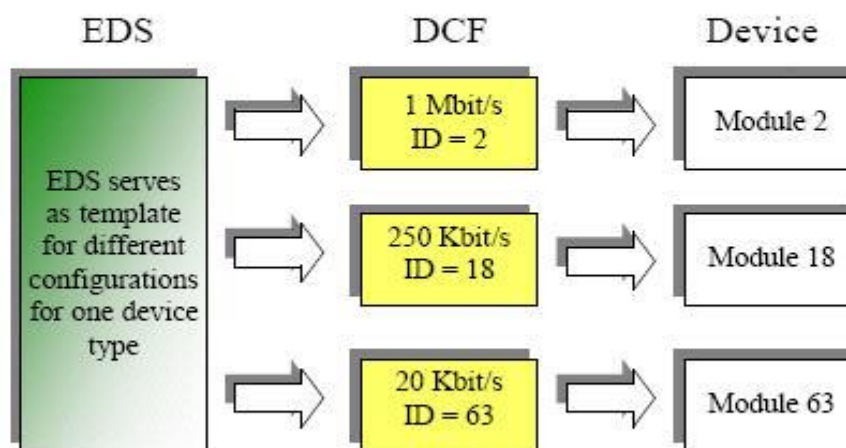 EDS
DCF
Device
EDS serves
as template
for different
configurations
for one device
type
1 Mbit/s
ID = 2
Module 2
250 Kbit/s
ID = 18
Module 18
20 Kbit/s
ID = 63
Module 63